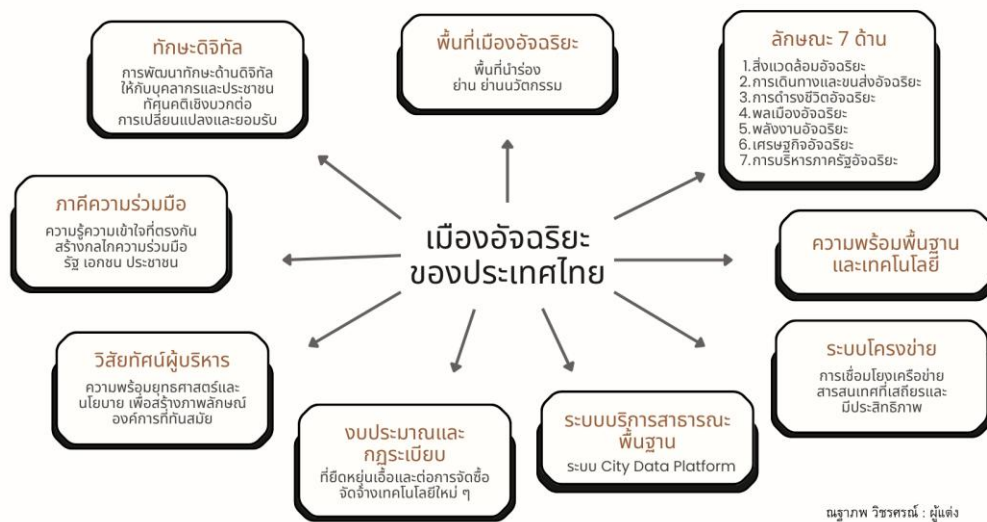 ทักษะดิจิทัล
การพัฒนาทักษะด้านดิจิทัล
ให้กับบุคลากรและประชาชน
ทัศนคติเชิงบวกต่อ
การเปลี่ยนแปลงและยอมรับ
พื้นที่เมืองอัจฉริยะ
พื้นที่นำร่อง
ย่าน ย่านนวัตกรรม
ลักษณะ 7 ด้าน
1.สิ่งแวดล้อมอัจฉริยะ
2.การเดินทางและขนส่งอัจฉริยะ
3.การดำรงชีวิตอัจฉริยะ
4.พลเมืองอัจฉริยะ
5.พลังงานอัจฉริยะ
6.เศรษฐกิจอัจฉริยะ
7.การบริหารภาครัฐอัจฉริยะ
ภาคีความร่วมมือ
ความรู้ความเข้าใจที่ตรงกัน
สร้างกลไกความร่วมมือ
รัฐ เอกชน ประชาชน
เมืองอัจฉริยะ
ของประเทศไทย
ความพร้อมพื้นฐาน
และเทคโนโลยี
วิสัยทัศน์ผู้บริหาร
ความพร้อมยุทธศาสตร์และ
นโยบาย เพื่อสร้างภาพลักษณ์
องค์การที่ทันสมัย
งบประมาณและ
กฎระเบียบ
ที่ยืดหยุ่นเอื้อและต่อการจัดซื้อ
จัดจ้างเทคโนโลยีใหม่ ๆ
ระบบบริการสาธารณะ
พื้นฐาน
ระบบ City Data Platform
ระบบโครงข่าย
การเชื่อมโยงเครือข่าย
สารสนเทศที่เสถียรและ
มีประสิทธิภาพ
ณฐาภพ วิชรศรณ์ : ผู้แต่ง